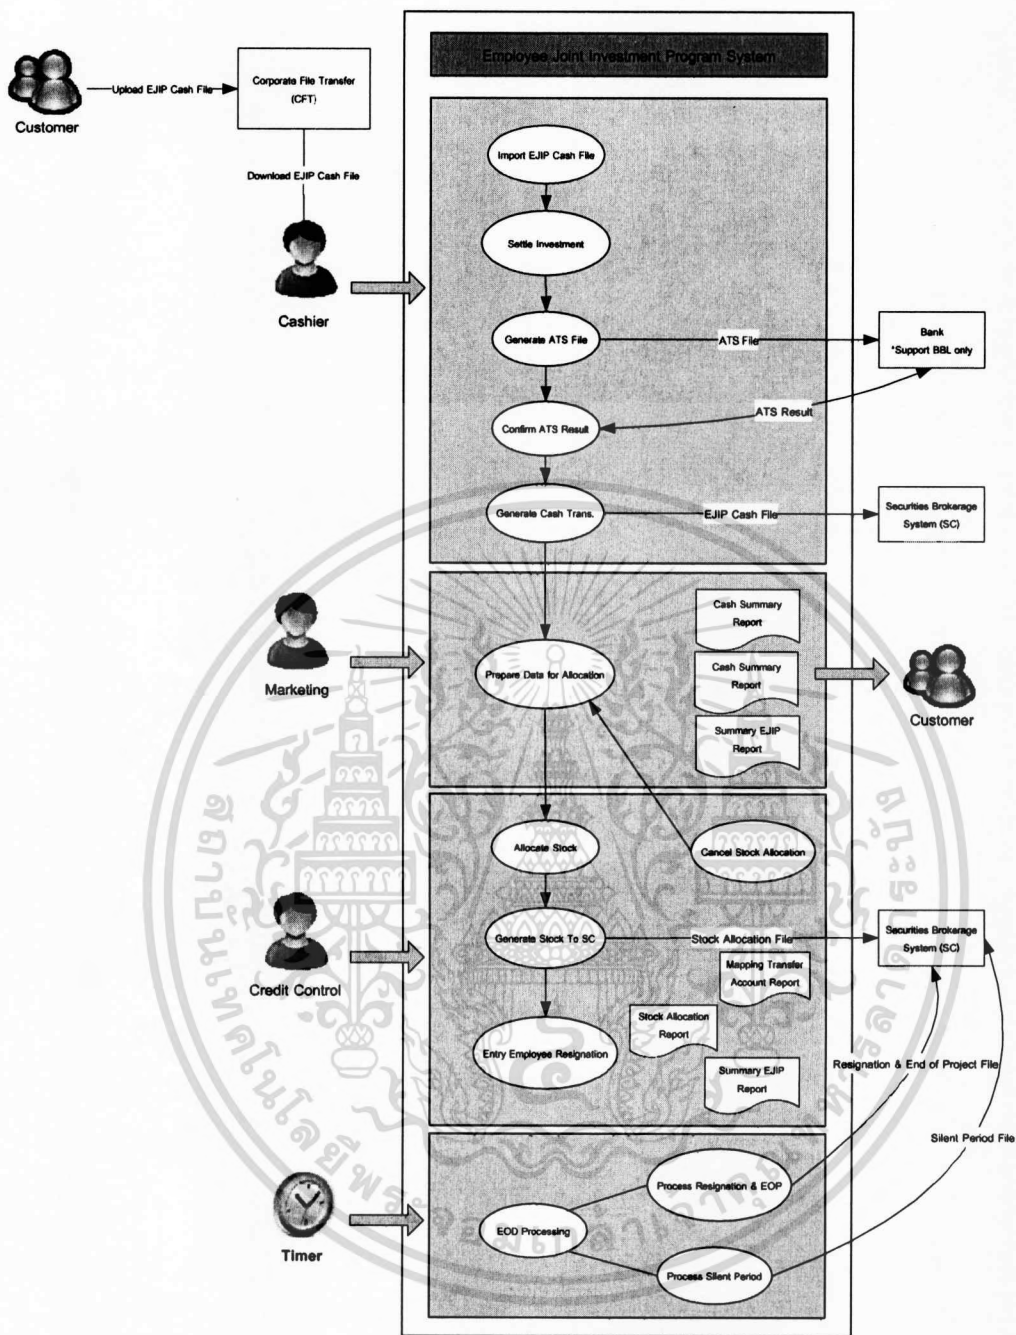 Employee Joint Investment Program System
Upload EJIP Cash File
Corporate File Transfer
(CFT)
Customer
Import EJIP Cash File
Download EJIP Cash File
Settle Investment
Cashier
Generate ATS File
ATS File
Bank
*Support BBL only
ATS Result
Confirm ATS Result
Generate Cash Trans.
EJIP Cash File
Securities Brokerage
System (SC)
Cash Summary
Report
Marketing
Prepare Data for Allocation
Cash Summary
Report
Customer
Summary EJIP
Report
Allocate Stock
Cancel Stock Allocation
Credit Control
Generate Stock To SC
Stock Allocation File
Securities Brokerage
System (SC)
Mapping Transfer
Account Report
Stock Allocation
Report
Entry Employee Resignation
Summary EJIP
Report
Resignation & End of Project File
Silent Period File
Process Resignation & EOP
EOD Processing
Timer
Process Silent Period